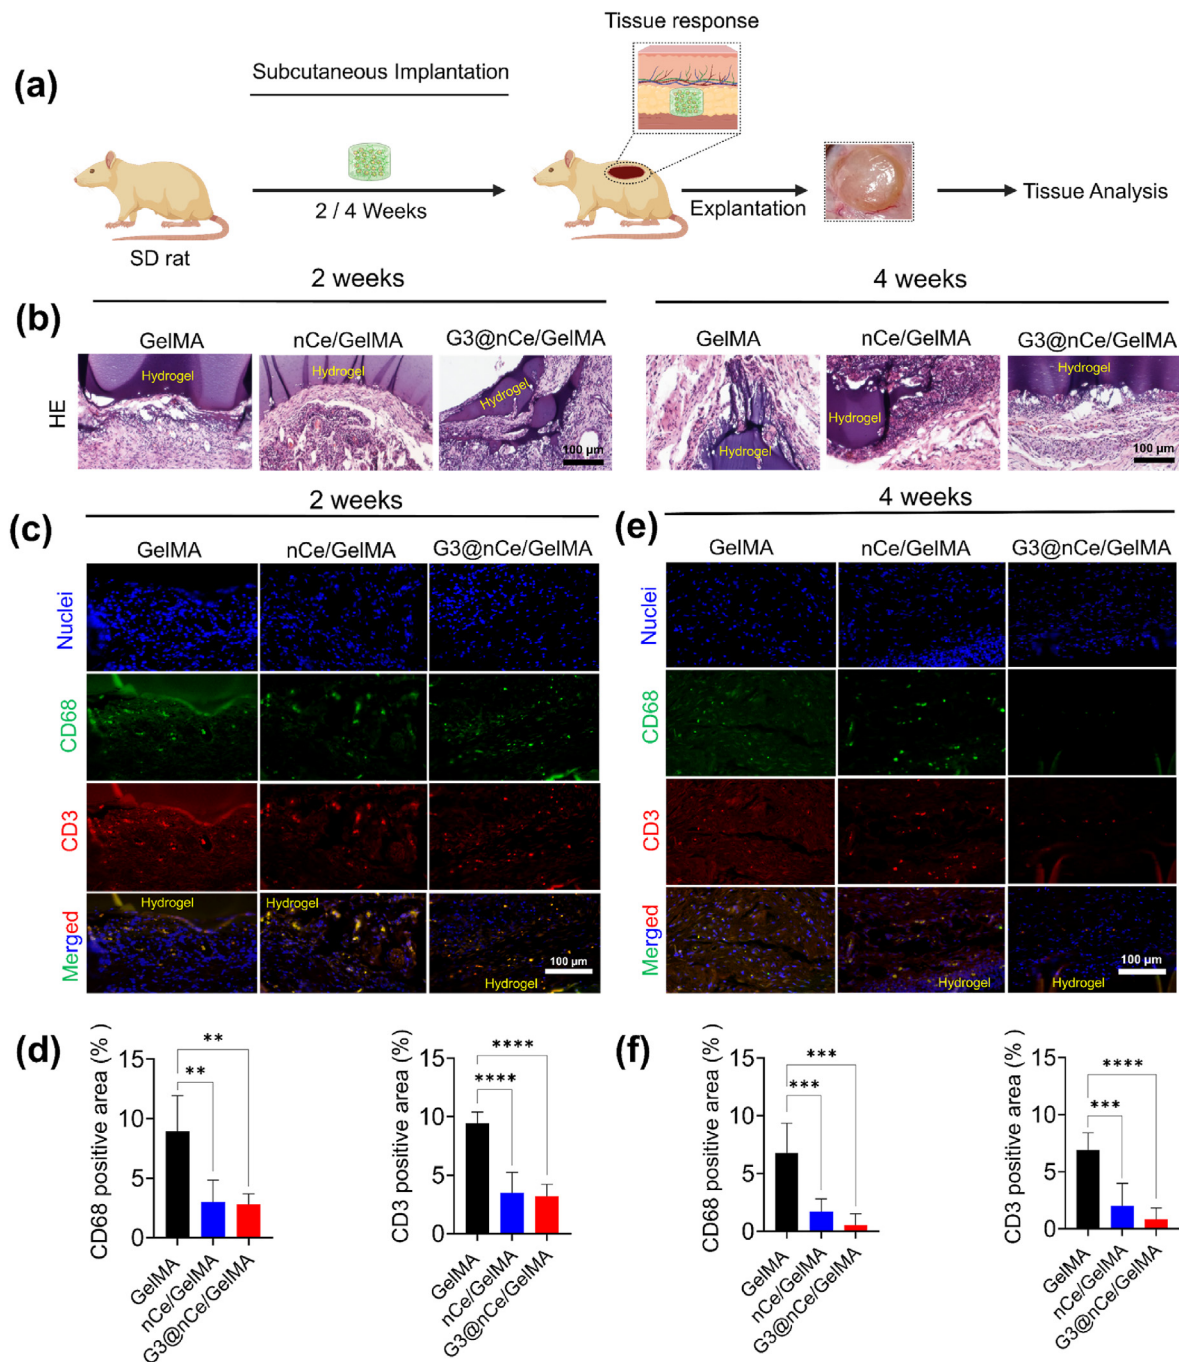 Tissue response
(a)
Subcutaneous Implantation
2 / 4 Weeks
Explantation
Tissue Analysis
SD rat
2 weeks
4 weeks
(b)
GelMA
nCe/GelMA
G3@nCe/GelMA
GelMA
nCe/GelMA
G3@nCe/GelMA
HE
Hydrogel
Hydrogel
Hydrogel
100 µm
Hydrogel
Hydrogel
Hydrogel
100 µm
2 weeks
4 weeks
(c)
GelMA
nCe/GelMA
G3@nCe/GelMA
(e)
GelMA
nCe/GelMA
G3@nCe/GelMA
Nuclei
CD68
CD3
Merged
Hydrogel
Hydrogel
Hydrogel
100 µm
Nuclei
CD68
CD3
Merged
Hydrogel
Hydrogel
100 µm
(d)
CD68 positive area (% )
15
10
5
0
**
**
GelMA
nCe/GelMA
G3@nCe/GelMA
CD3 positive area (% )
15
10
5
0
****
****
GelMA
nCe/GelMA
G3@nCe/GelMA
(f)
CD68 positive area (% )
15
10
5
0
***
***
GelMA
nCe/GelMA
G3@nCe/GelMA
CD3 positive area (% )
15
10
5
0
****
***
GelMA
nCe/GelMA
G3@nCe/GelMA